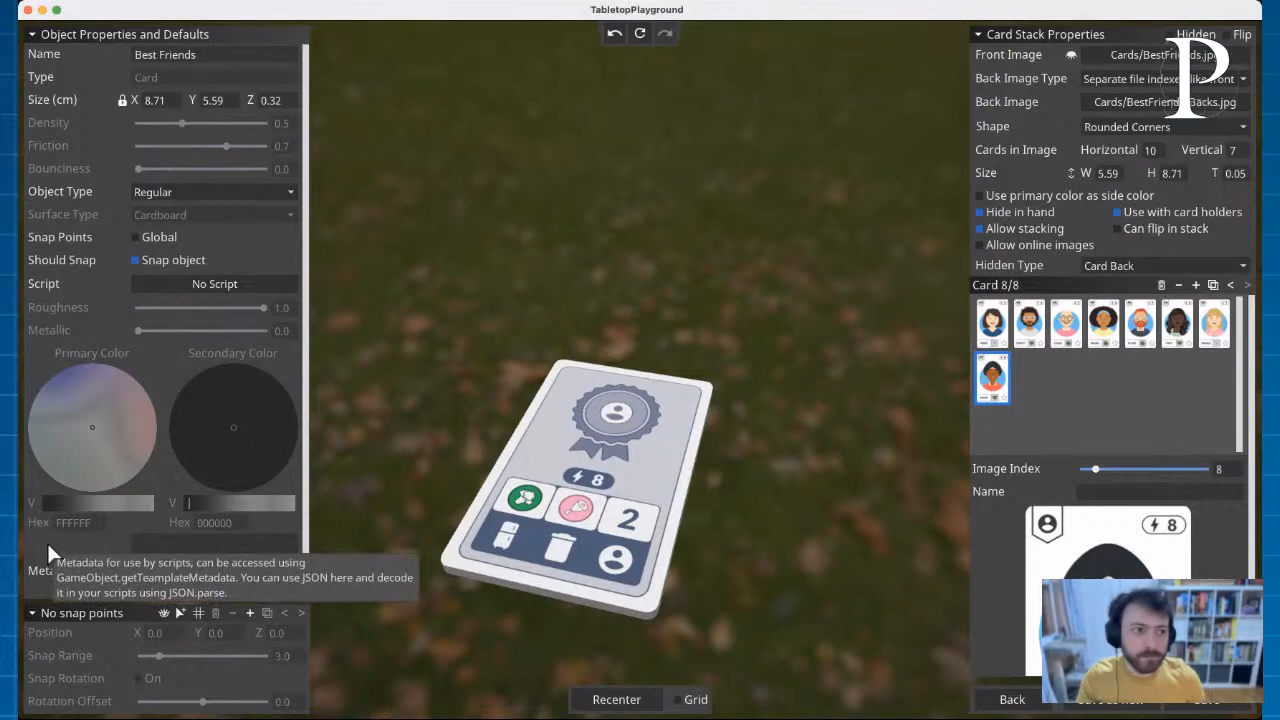 TabletopPlayground
Object Properties and Defaults
Name Best Friends
Type Card
Size (cm) X 8.71 Y 5.59 Z 0.32
Density 0.5
Friction 0.7
Bounciness 0.0
Object Type Regular
Surface Type Cardboard
Snap Points Global
Should Snap Snap object
Script No Script
Roughness 1.0
Metallic 0.0
Primary Color Secondary Color
V V
Hex FFFFFF Hex 000000
Metadata for use by scripts, can be accessed using
GameObject.getTeamplateMetadata. You can use JSON here and decode
it in your scripts using JSON.parse.
No snap points
Position X 0.0 Y 0.0 Z 0.0
Snap Range 3.0
Snap Rotation On
Rotation Offset 0.0
8
2
Recenter Grid
Card Stack Properties Hidden Flip
Front Image
Back Image Type Separate file indexed like front
Back Image
Shape Rounded Corners
Cards in Image Horizontal 10 Vertical 7
Size W 5.59 H 8.71 T 0.05
Use primary color as side color
Hide in hand Use with card holders
Allow stacking Can flip in stack
Allow online images
Hidden Type Card Back
Card 8/8
Image Index 8
Name
8
Back
P